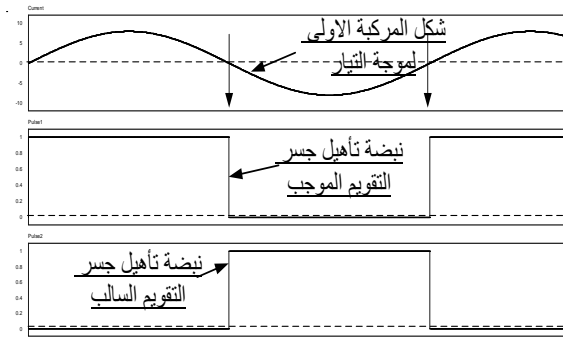 Current
10
شكل المركبة الاولى
لموجة التيار
5
0
-5
-10
Pulse1
1
نبضة تأهيل جسر
التقويم الموجب
0.8
0.6
0.4
0.2
0
Pulse2
1
0.8
نبضة تأهيل جسر
التقويم السالب
0.6
0.4
0.2
0